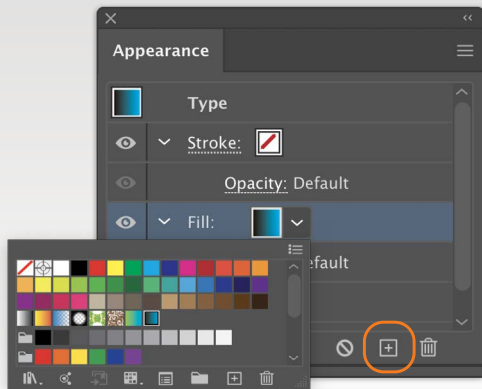 Appearance
Type
Stroke:
Opacity: Default
Fill:
efault